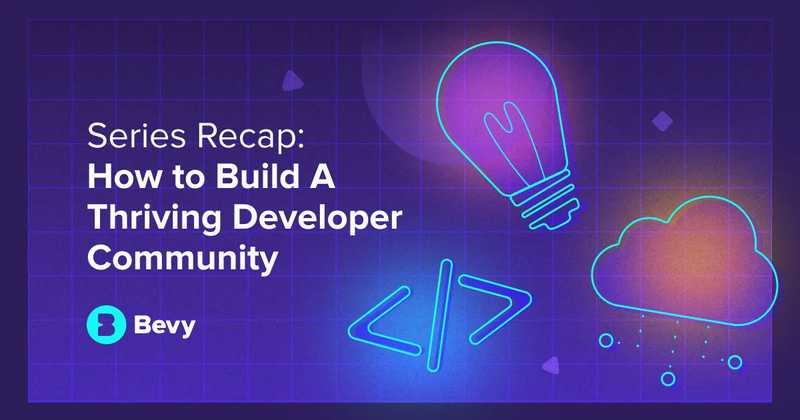 Series Recap:
How to Build A
Thriving Developer
Community
Bevy